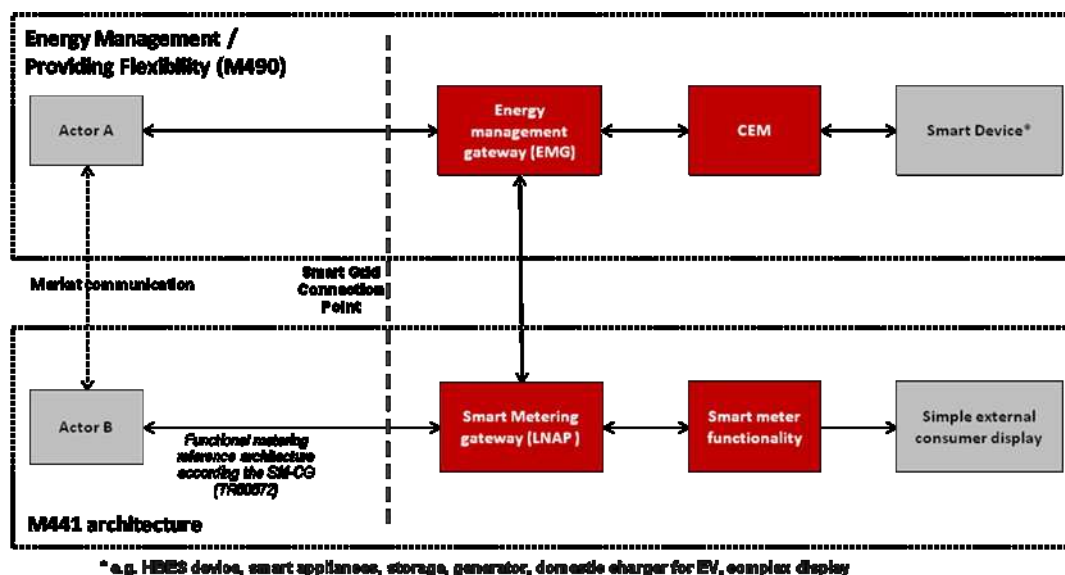 Energy Management /
Providing Flexibility (M490)
Actor A
Energy
management
gateway (EMG)
CEM
Smart Device*
Market communication
Smart Grid
Connection
Point
Actor B
Functional metering
reference architecture
according the SM-CG
(TR50572)
Smart Metering
gateway (LNAP)
Smart meter
functionality
Simple external
consumer display
M441 architecture
* e.g. HBES device, smart appliances, storage, generator, domestic charger for EV, complex display